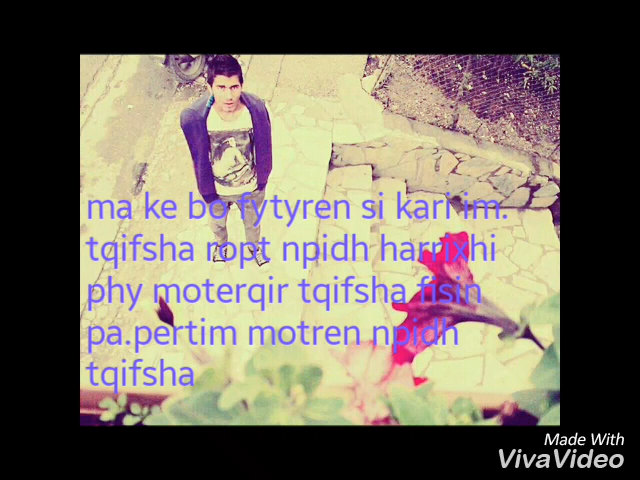 ma ke bo fytyren si kari im.
tqifsha ropt npidh harrixhi
phy moterqir tqifsha fisin
pa.pertim motren npidh
tqifsha
Made With
VivaVideo